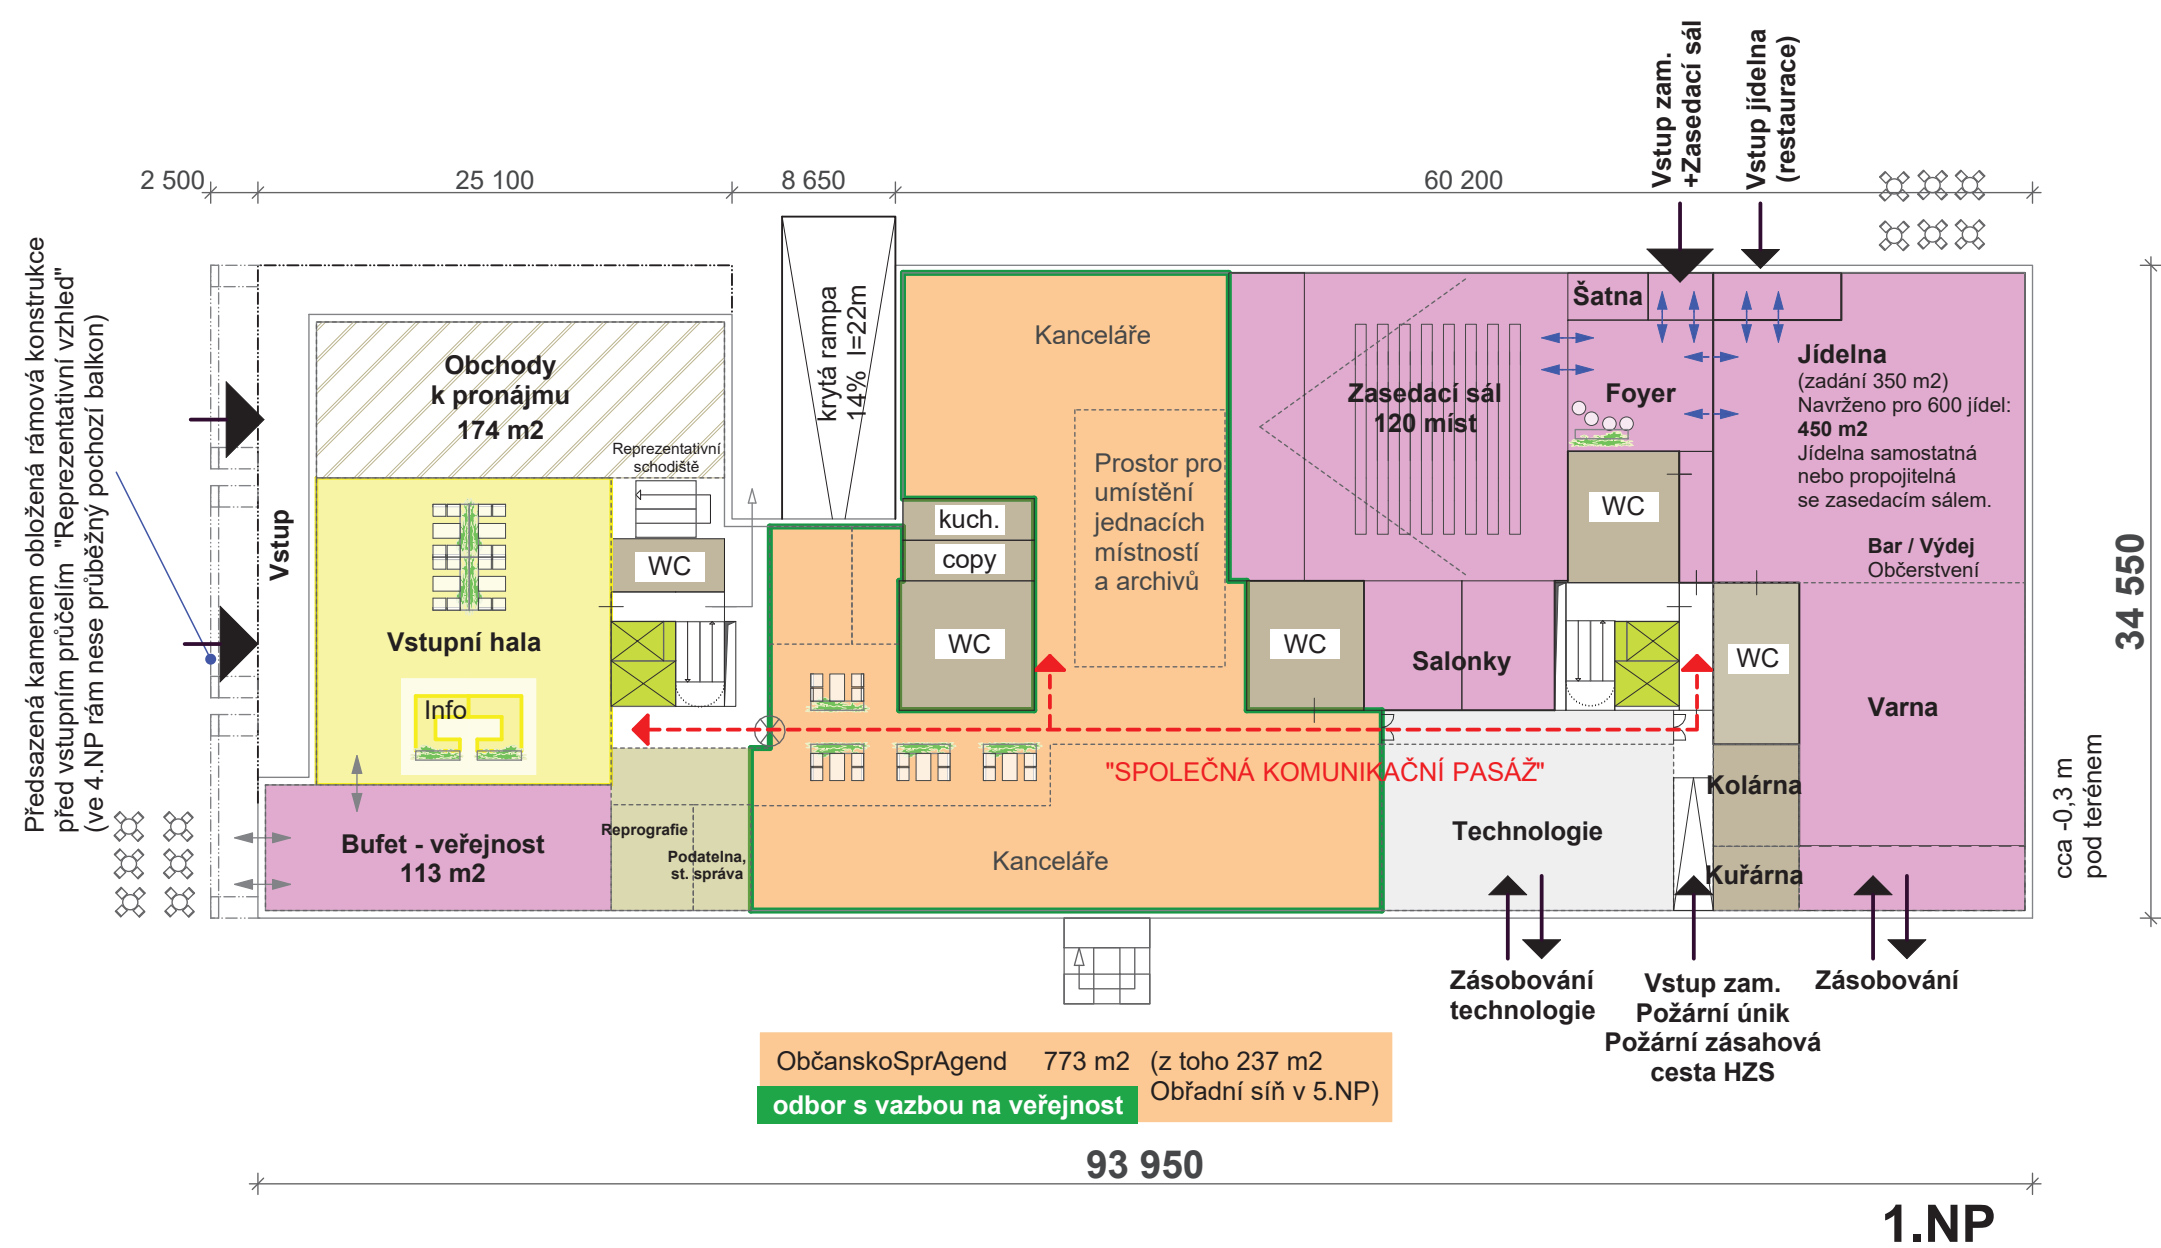 Vstup zam.
+Zasedací sál
Vstup jídelna
(restaurace)
2 500
25 100
8 650
60 200
Předsazená kamenem obložená rámová konstrukce
před vstupním průčelím "Reprezentativní vzhled"
(ve 4.NP rám nese průběžný pochozí balkon)
Vstup
Obchody
k pronájmu
174 m2
Reprezentativní
schodiště
krytá rampa
14% l=22m
Kanceláře
Zasedací sál
120 míst
Šatna
Foyer
Jídelna
(zadání 350 m2)
Navrženo pro 600 jídel:
450 m2
Jídelna samostatná
nebo propojitelná
se zasedacím sálem.
Bar / Výdej
Občerstvení
Prostor pro
umístění
jednacích
místností
a archivů
kuch.
copy
WC
WC
WC
WC
WC
Vstupní hala
Info
Salonky
Varna
34 550
cca -0,3 m
pod terénem
"SPOLEČNÁ KOMUNIKAČNÍ PASÁŽ"
Kolárna
Kuřárna
Technologie
Bufet - veřejnost
113 m2
Reprografie
Podatelna,
st. správa
Kanceláře
Zásobování
technologie
Vstup zam.
Požární únik
Požární zásahová
cesta HZS
Zásobování
ObčanskoSprAgend 773 m2 (z toho 237 m2
Obřadní síň v 5.NP)
odbor s vazbou na veřejnost
93 950
1.NP